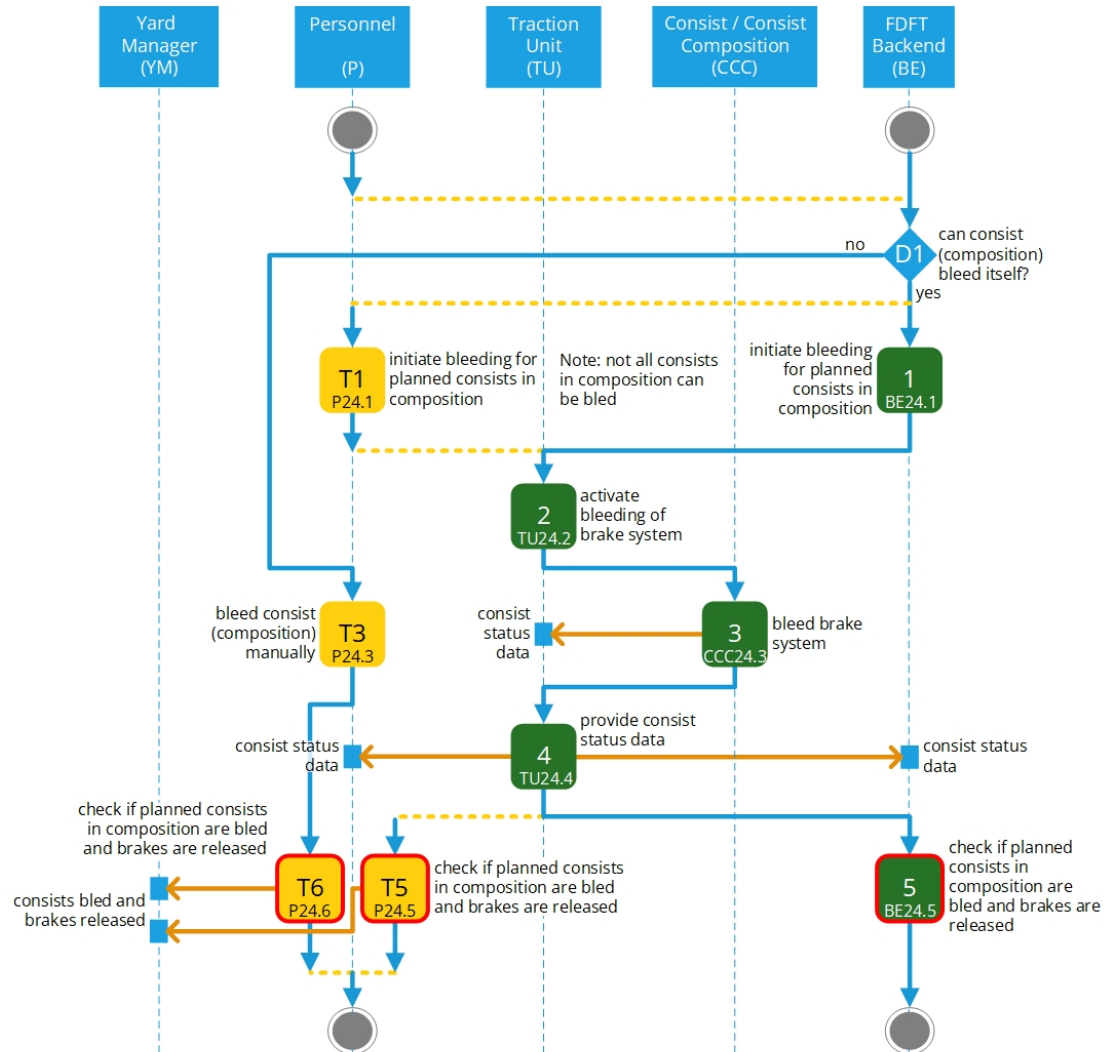 Yard
Manager
(YM)
Personnel
(P)
Traction
Unit
(TU)
Consist / Consist
Composition
(CCC)
FDFT
Backend
(BE)
D1
can consist
(composition)
bleed itself?
no
yes
T1
P24.1
initiate bleeding for
planned consists in
composition
Note: not all consists
in composition can
be bled
initiate bleeding
for planned
consists in
composition
1
BE24.1
2
TU24.2
activate
bleeding of
brake system
bleed consist
(composition)
manually
T3
P24.3
consist
status
data
3
CCC24.3
bleed brake
system
consist status
data
4
TU24.4
provide consist
status data
consist status
data
check if planned consists
in composition are bled
and brakes are released
T6
P24.6
T5
P24.5
check if planned consists
in composition are bled
and brakes are released
5
BE24.5
check if planned
consists in
composition are
bled and brakes are
released
consists bled and
brakes released